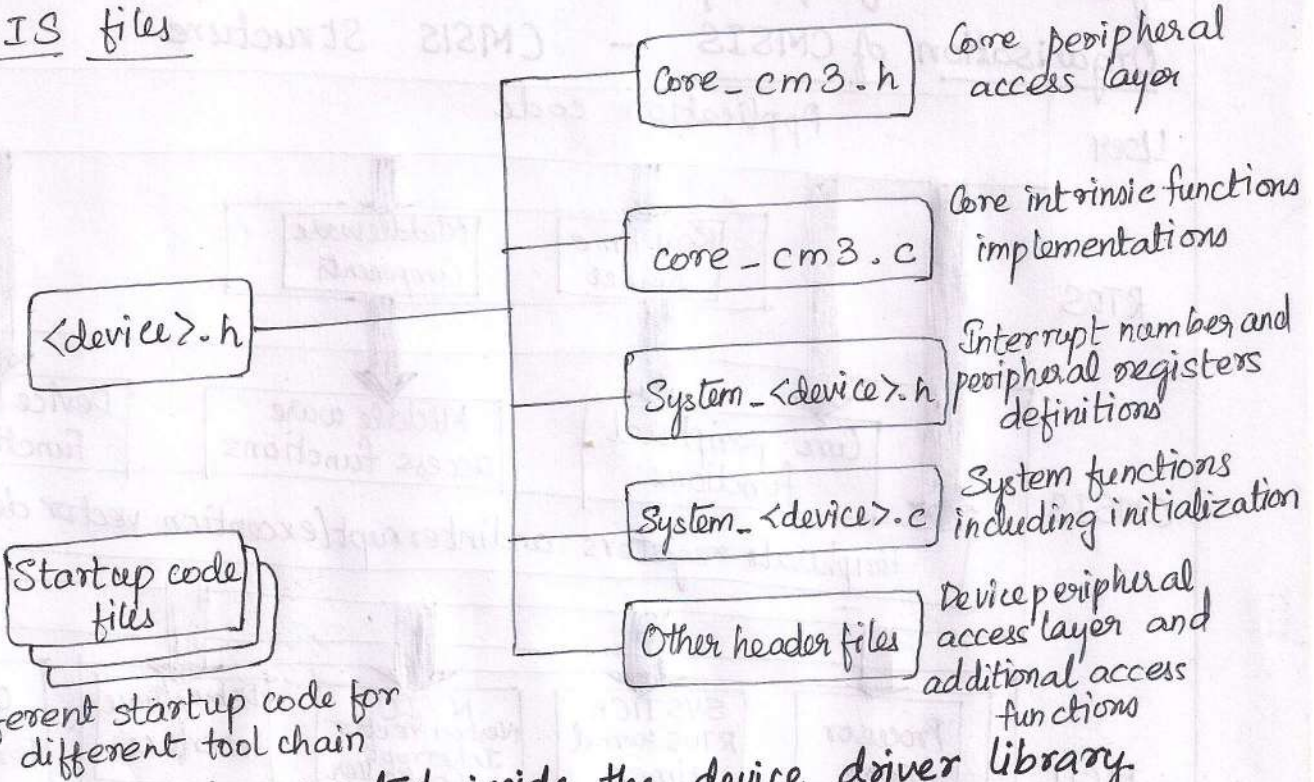 IS files
Core_cm3.h
Core peripheral
access layer
core_cm3.c
Core intrinsic functions
implementations
<device>.h
System_<device>.h
Interrupt number and
peripheral registers
definitions
System_<device>.c
System functions
including initialization
Startup code
files
Other header files
Device peripheral
access layer and
additional access
functions
erent startup code for
different tool chain
inside the device driver library.